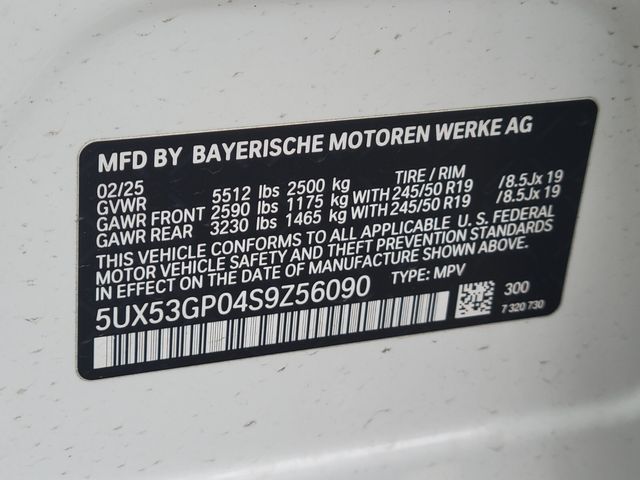 MFD BY BAYERISCHE MOTOREN WERKE AG
02/25 TIRE / RIM
GVWR 5512 lbs 2500 kg
GAWR FRONT 2590 lbs 1175 kg WITH 245/50 R19 /8.5Jx 19
GAWR REAR 3230 lbs 1465 kg WITH 245/50 R19 /8.5Jx 19
THIS VEHICLE CONFORMS TO ALL APPLICABLE U. S. FEDERAL
MOTOR VEHICLE SAFETY AND THEFT PREVENTION STANDARDS
IN EFFECT ON THE DATE OF MANUFACTURE SHOWN ABOVE.
5UX53GP04S9Z56090 TYPE: MPV
300
7 320 730